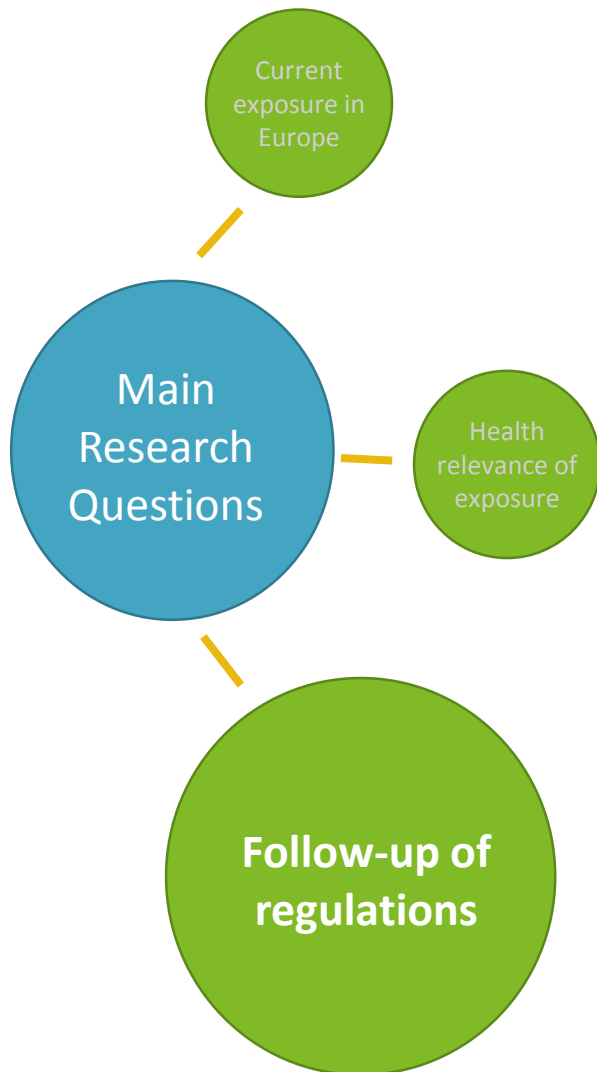 Current
exposure in
Europe
Main
Research
Questions
Health
relevance of
exposure
Follow-up of
regulations